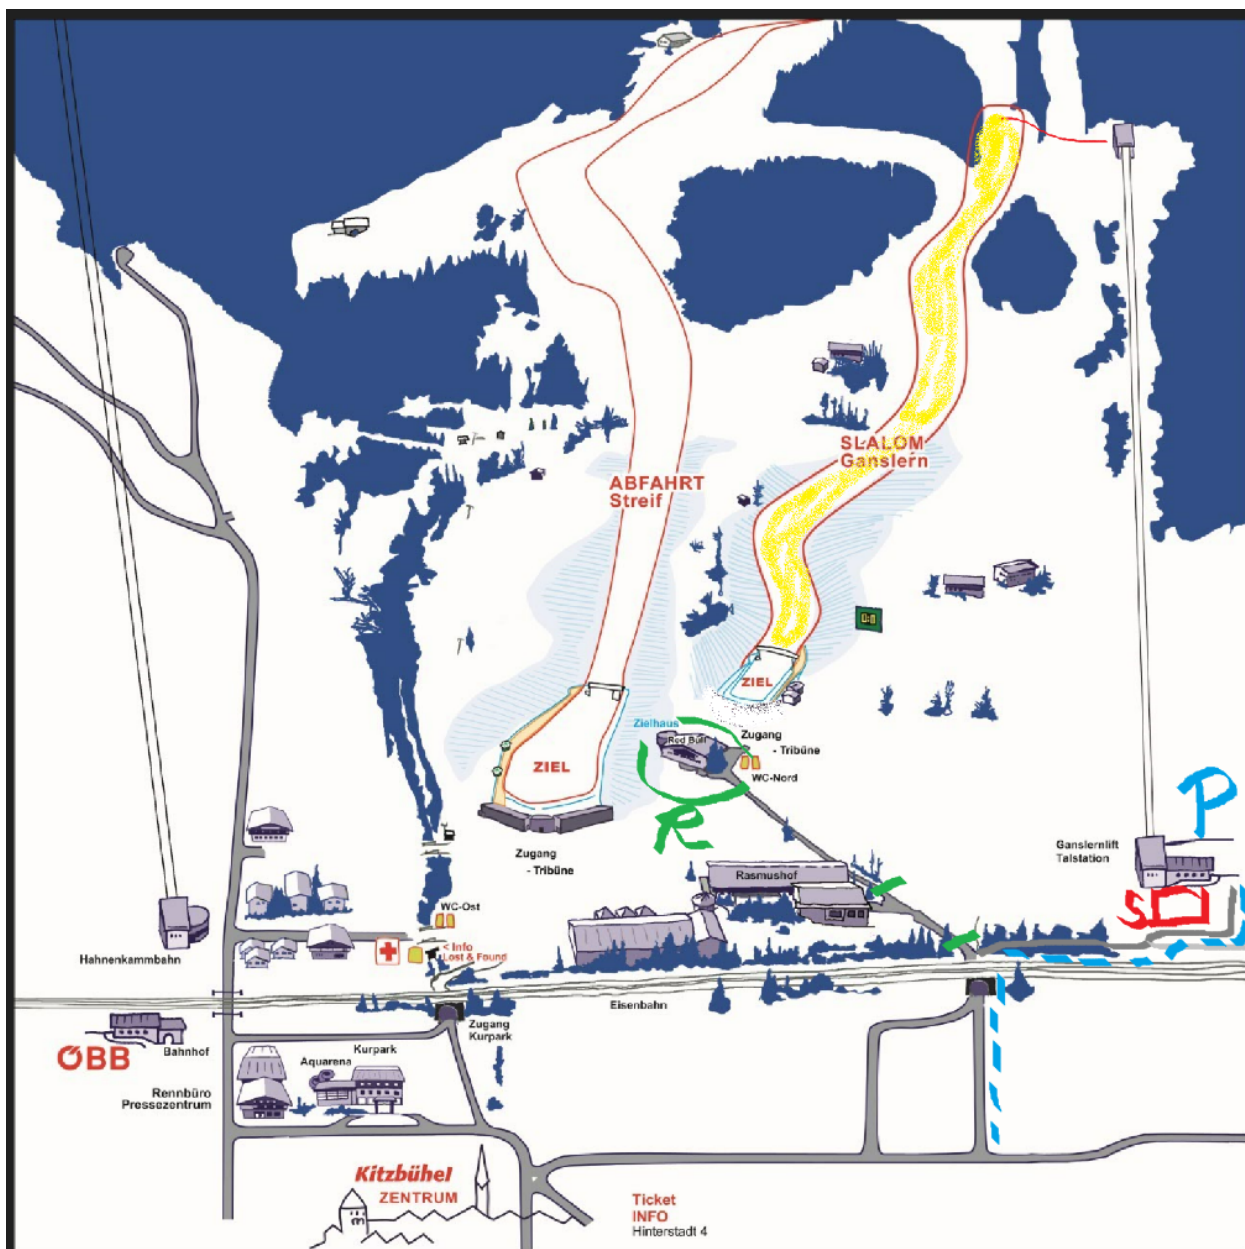 SLALOM
Ganslern
ABFAHRT
Streif
0:0
ZIEL
ZIEL
Zielhaus
Red Bull
Zugang
- Tribüne
WC-Nord
R
P
Zugang
- Tribüne
Ganslernlift
Talstation
Rasmushof
S
WC-Ost
< Info
Lost & Found
Hahnenkammbahn
Eisenbahn
Zugang
Kurpark
ÖBB
Bahnhof
Kurpark
Aquarena
Rennbüro
Pressezentrum
Kitzbühel
ZENTRUM
Ticket
INFO
Hinterstadt 4